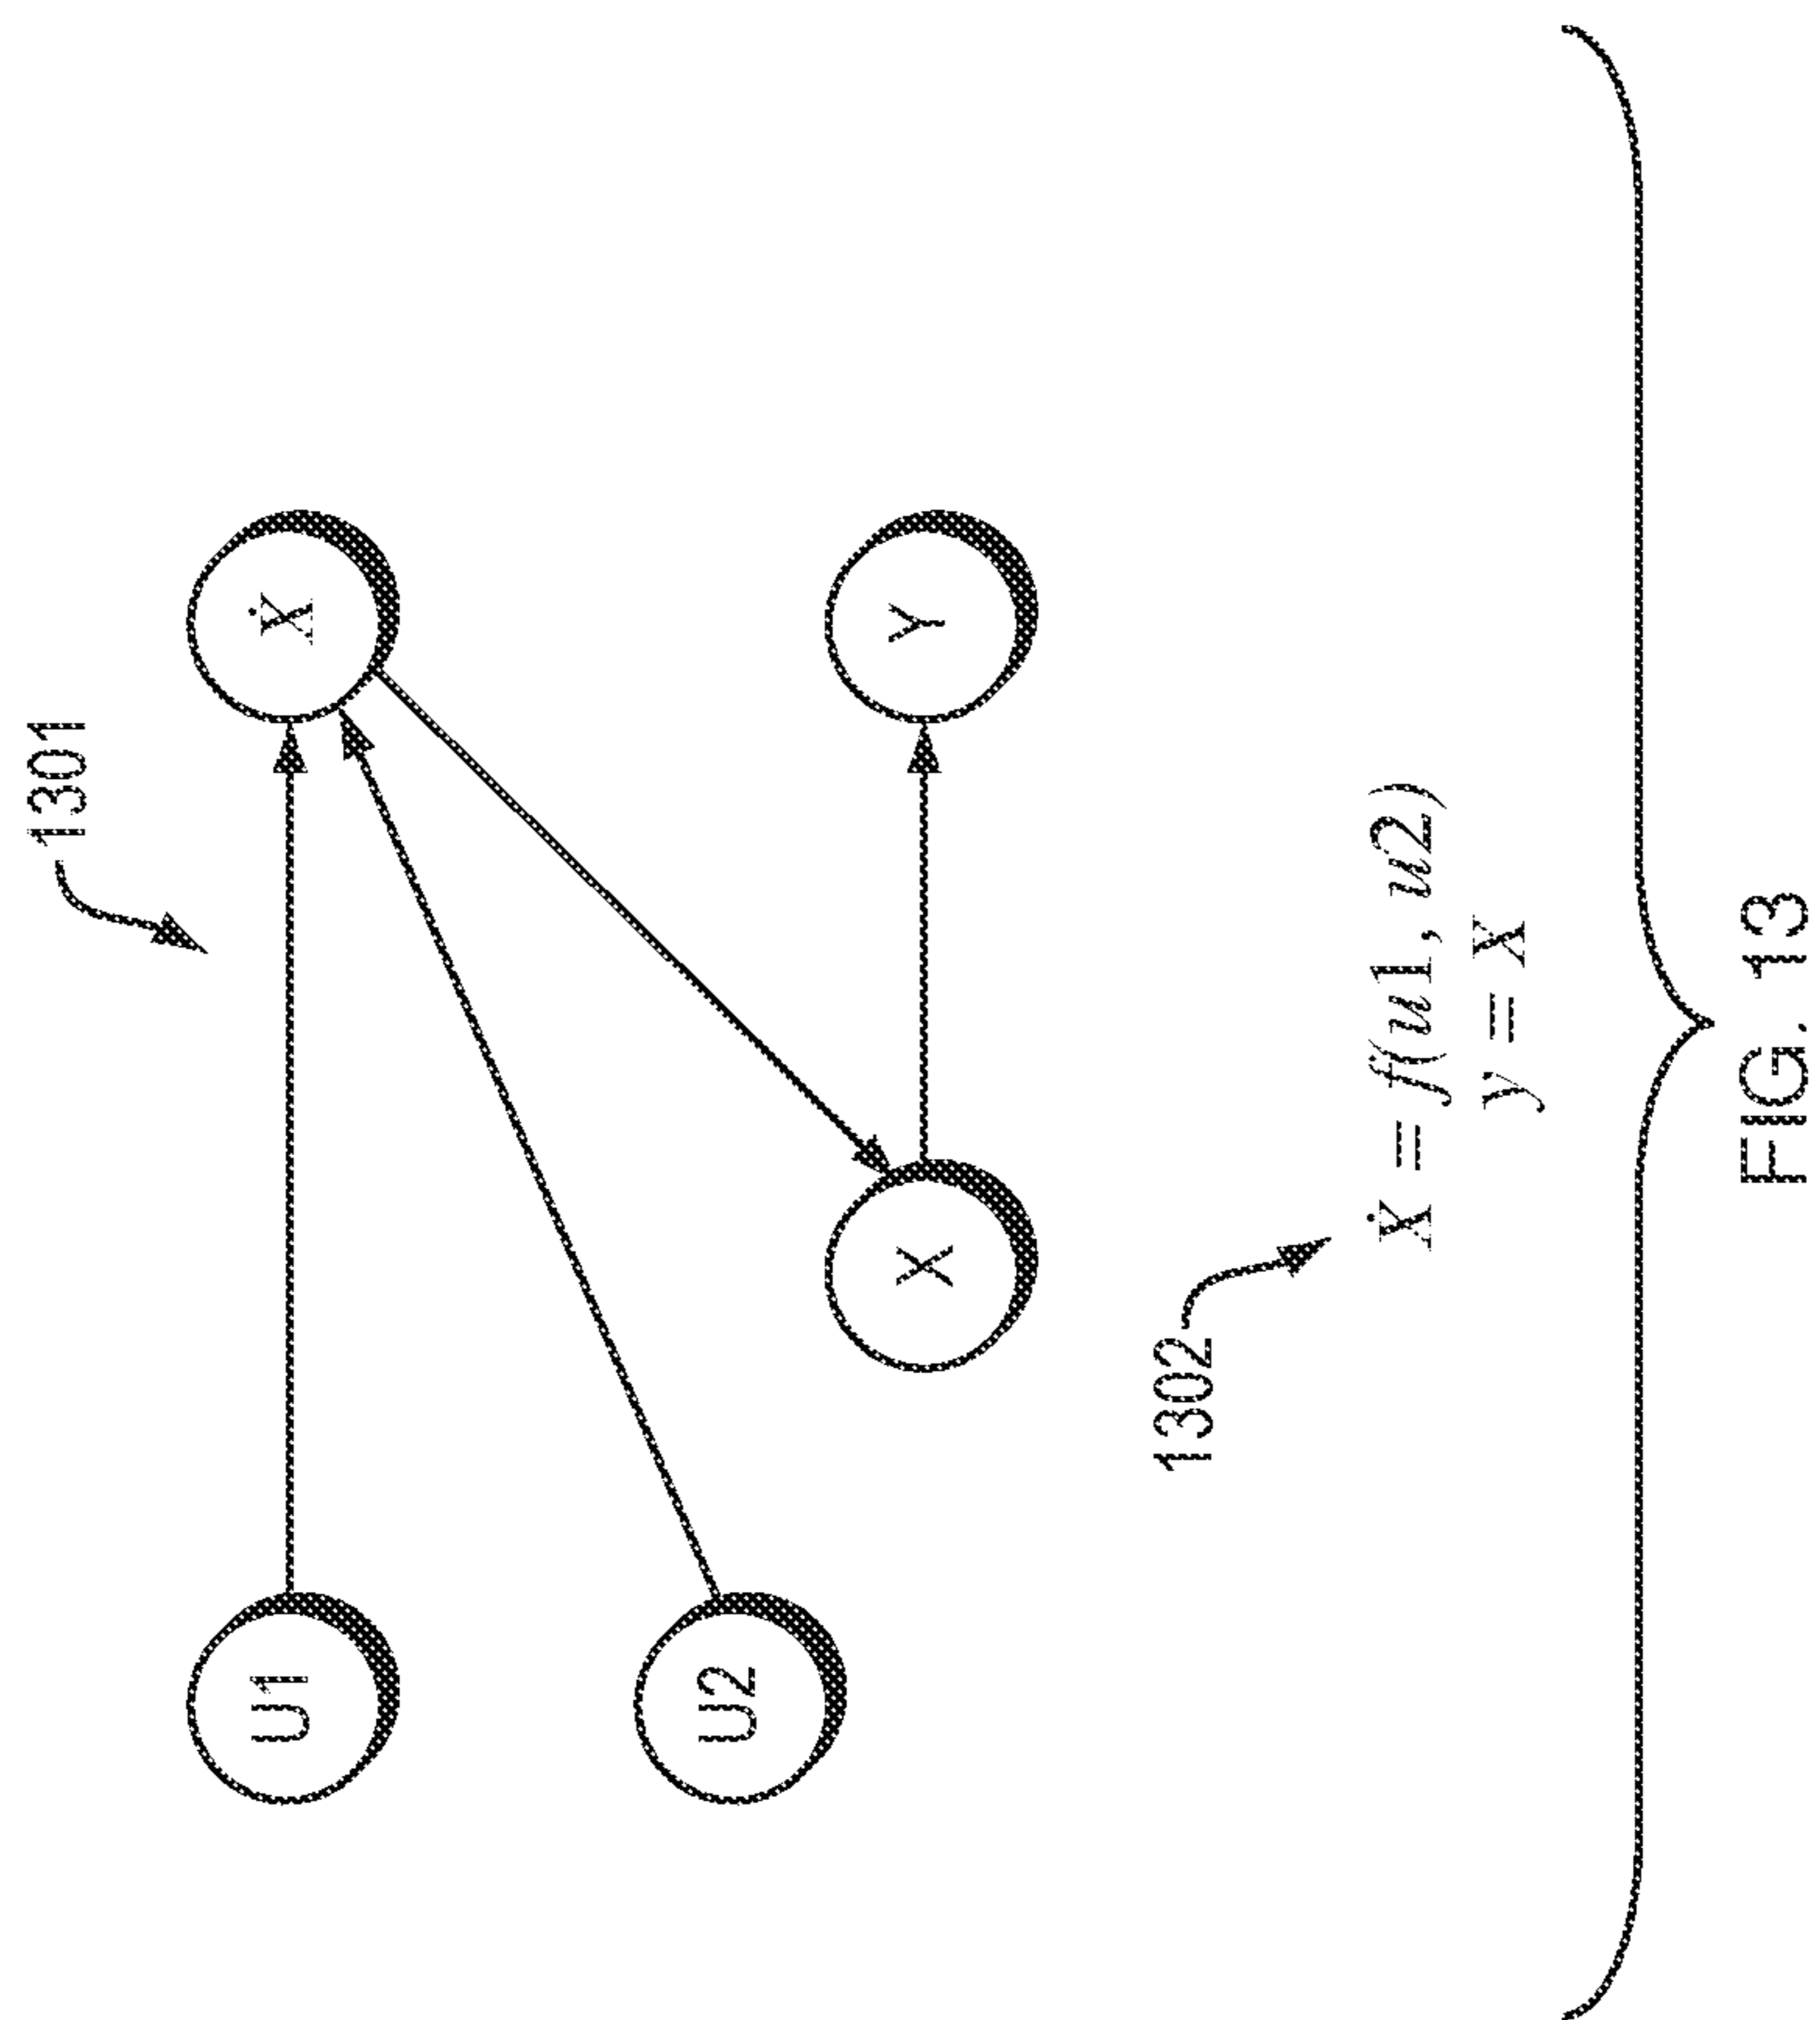 1301
U1
Ẋ
U2
X
Y
1302
Ẋ = f(u1, u2)
y = X
FIG. 13